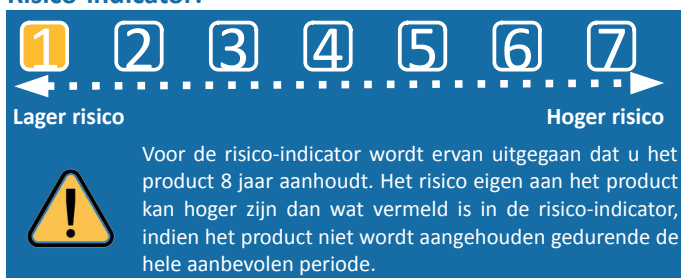 1 2 3 4 5 6 7
Lager risico Hoger risico
Voor de risico-indicator wordt ervan uitgegaan dat u het
product 8 jaar aanhoudt. Het risico eigen aan het product
kan hoger zijn dan wat vermeld is in de risico-indicator,
indien het product niet wordt aangehouden gedurende de
hele aanbevolen periode.